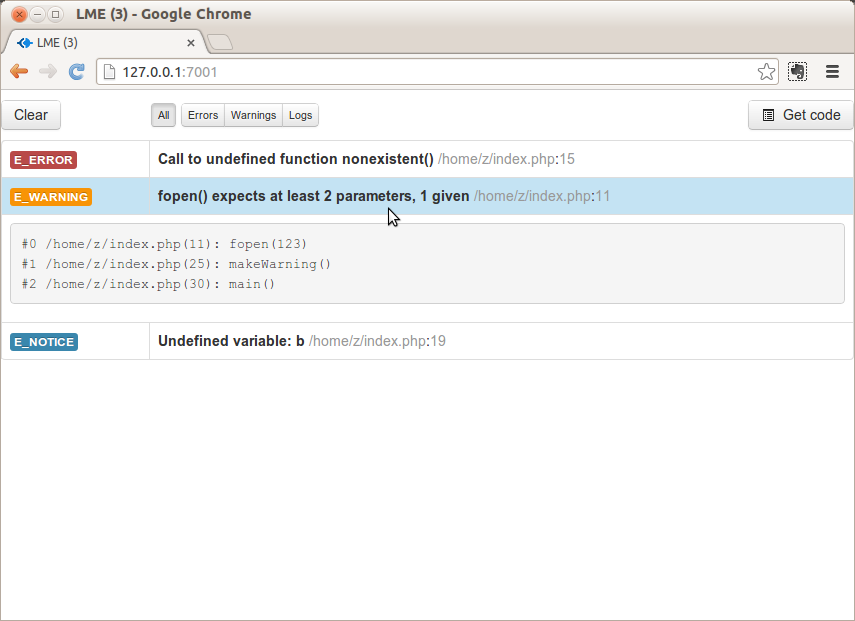 LME (3) - Google Chrome
LME (3)
127.0.0.1:7001
Clear
All Errors Warnings Logs
Get code
E_ERROR Call to undefined function nonexistent() /home/z/index.php:15
E_WARNING fopen() expects at least 2 parameters, 1 given /home/z/index.php:11
#0 /home/z/index.php(11): fopen(123)
#1 /home/z/index.php(25): makeWarning()
#2 /home/z/index.php(30): main()
E_NOTICE Undefined variable: b /home/z/index.php:19